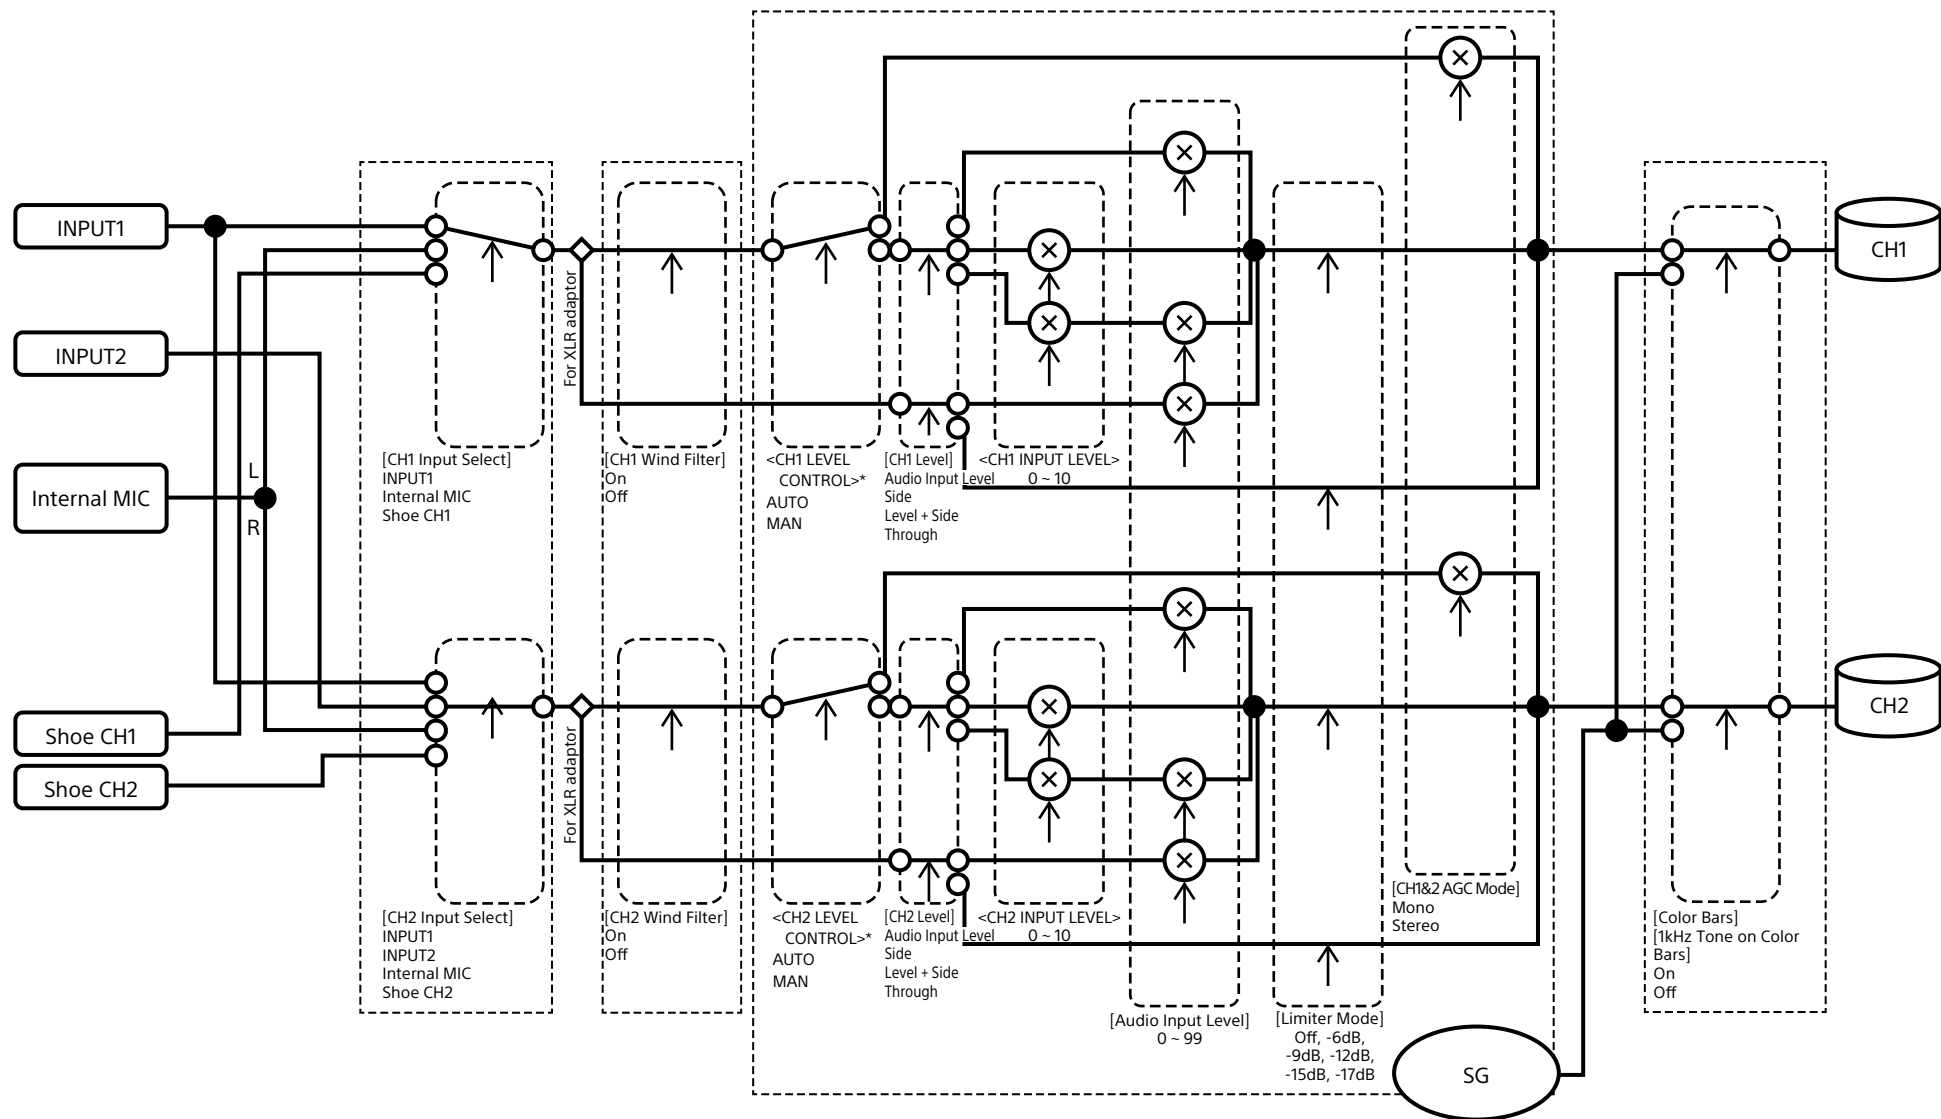 INPUT1
INPUT2
Internal MIC
L
R
Shoe CH1
Shoe CH2
[CH1 Input Select]
INPUT1
Internal MIC
Shoe CH1
For XLR adaptor
[CH1 Wind Filter]
On
Off
<CH1 LEVEL
CONTROL>*
AUTO
MAN
[CH1 Level]
Audio Input Level
Side
Level + Side
Through
<CH1 INPUT LEVEL>
0 ~ 10
CH1
[CH2 Input Select]
INPUT1
INPUT2
Internal MIC
Shoe CH2
For XLR adaptor
[CH2 Wind Filter]
On
Off
<CH2 LEVEL
CONTROL>*
AUTO
MAN
[CH2 Level]
Audio Input Level
Side
Level + Side
Through
<CH2 INPUT LEVEL>
0 ~ 10
[Audio Input Level]
0 ~ 99
[Limiter Mode]
Off, -6dB,
-9dB, -12dB,
-15dB, -17dB
[CH1&2 AGC Mode]
Mono
Stereo
SG
[Color Bars]
[1kHz Tone on Color
Bars]
On
Off
CH2